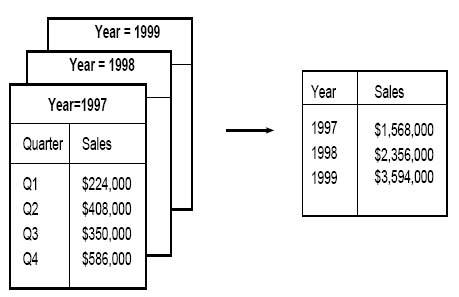 Year = 1999
Year = 1998
Year=1997
Quarter Sales
Q1 $224,000
Q2 $408,000
Q3 $350,000
Q4 $586,000
Year Sales
1997 $1,568,000
1998 $2,356,000
1999 $3,594,000